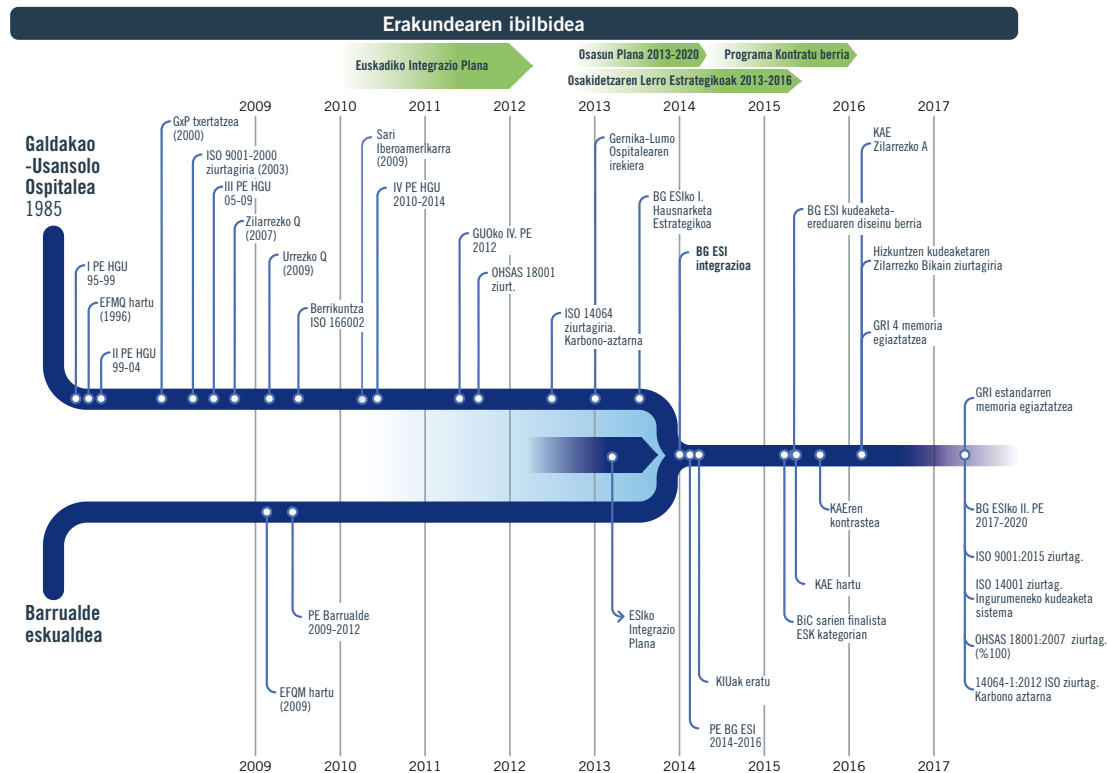 Erakundearen ibilbidea
Euskadiko Integrazio Plana
Osasun Plana 2013-2020
Programa Kontratu berria
Osakidetzaren Lerro Estrategikoak 2013-2016
2009
2010
2011
2012
2013
2014
2015
2016
2017
Galdakao
-Usansolo
Ospitalea
1985
I PE HGU
95-99
EFMQ hartu
(1996)
II PE HGU
99-04
GxP txertatzea
(2000)
ISO 9001-2000
ziurtagiria (2003)
III PE HGU
05-09
Zilarrezko Q
(2007)
Urrezko Q
(2009)
Berrikuntza
ISO 166002
Sari
Iberoamerikarra
(2009)
IV PE HGU
2010-2014
GUOko IV. PE
2012
OHSAS 18001
ziurt.
ISO 14064
ziurtagiria.
Karbono-aztarna
Gernika-Lumo
Ospitalearen
irekiera
BG ESIko I.
Hausnarketa
Estrategikoa
BG ESI
integrazioa
BG ESI kudeaketa-
ereduaren diseinu berria
KAE
Zilarrezko A
Hizkuntzen kudeaketaren
Zilarrezko Bikain ziurtagiria
GRI 4 memoria
egiaztatzea
GRI estandarren
memoria egiaztatzea
Barrualde
eskualdea
EFQM hartu
(2009)
PE Barrualde
2009-2012
ESIko
Integrazio
Plana
PE BG ESI
2014-2016
KIUak eratu
BiC sarien finalista
ESK kategorian
KAE hartu
KAEren
kontrastea
BG ESIko II. PE
2017-2020
ISO 9001:2015 ziurtag.
ISO 14001 ziurtag.
Ingurumeneko kudeaketa
sistema
OHSAS 18001:2007 ziurtag.
(%100)
14064-1:2012 ISO ziurtag.
Karbono aztarna
2009
2010
2011
2012
2013
2014
2015
2016
2017